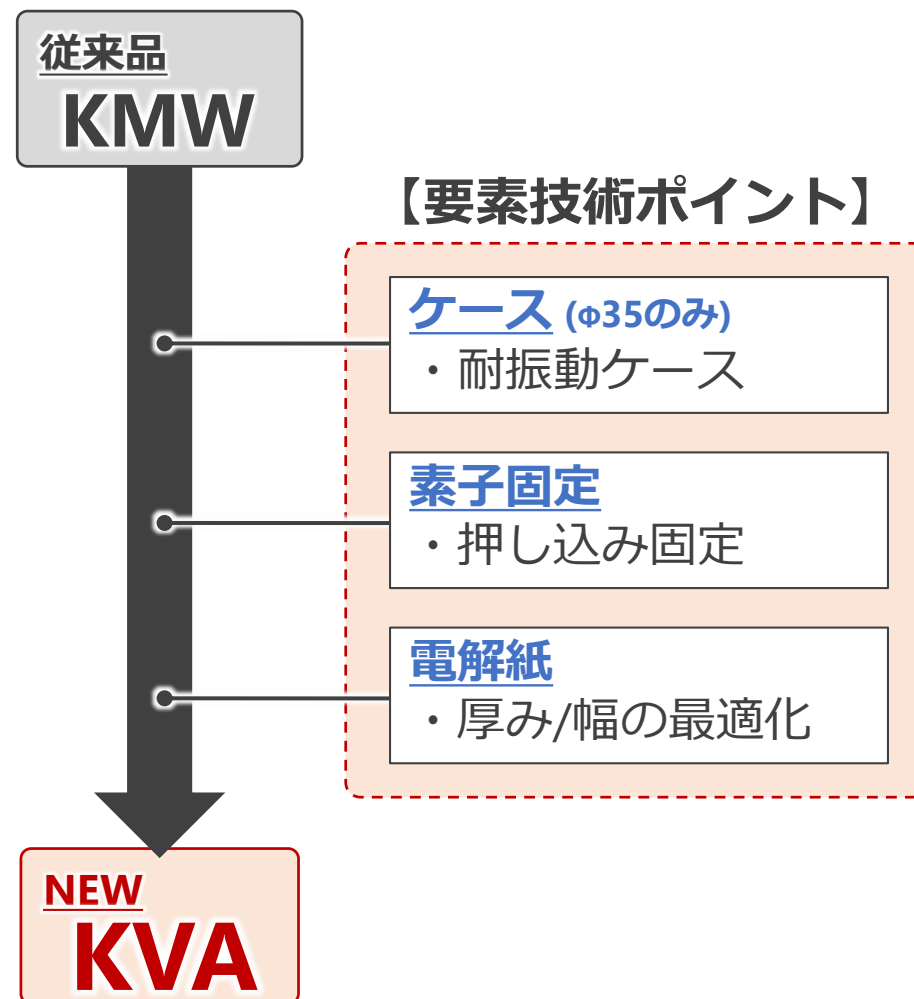 従来品
KMW
【要素技術ポイント】
ケース (Φ35のみ)
・耐振動ケース
素子固定
・押し込み固定
電解紙
・厚み/幅の最適化
NEW
KVA